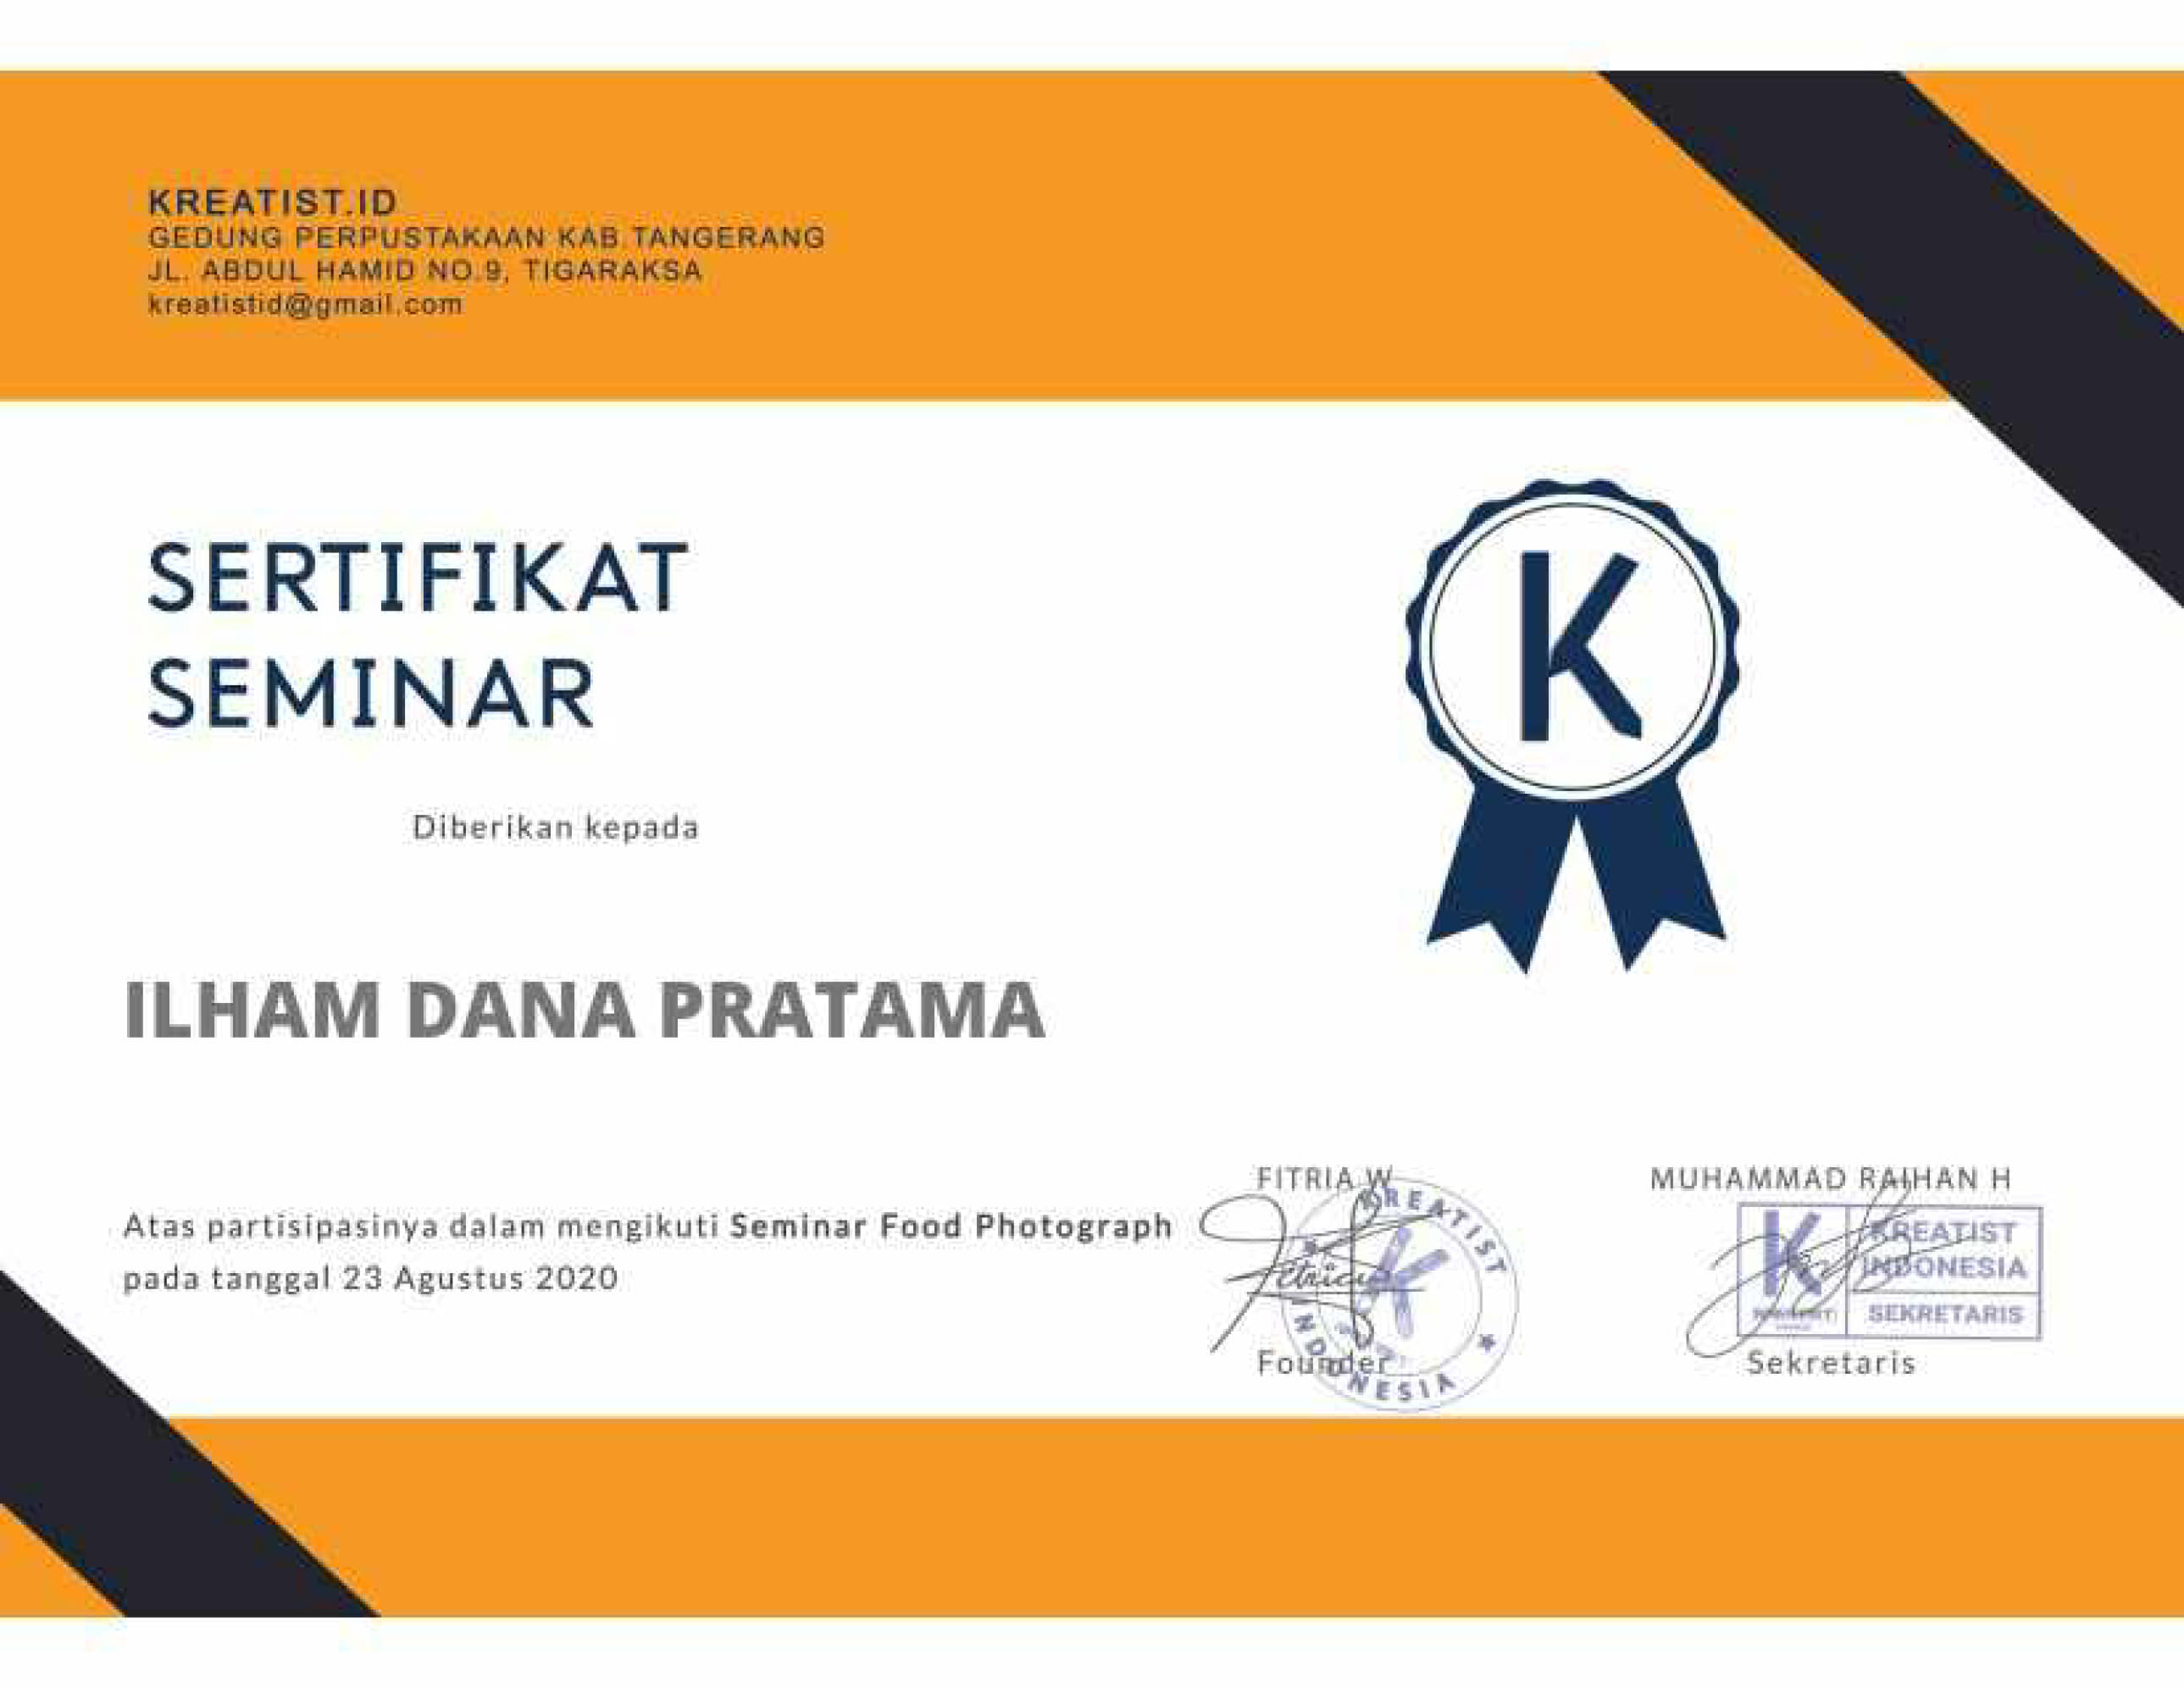 KREATIST.ID
GEDUNG PERPUSTAKAAN KAB.TANGERANG
JL. ABDUL HAMID NO.9, TIGARAKSA
kreatistid@gmail.com
SERTIFIKAT
SEMINAR
K
Diberikan kepada
ILHAM DANA PRATAMA
Atas partisipasinya dalam mengikuti Seminar Food Photograph
pada tanggal 23 Agustus 2020
FITRIA W
KREATIST
INDONESIA
Founder
MUHAMMAD RAIHAN H
K
KREATIST
INDONESIA
SEKRETARIS
Sekretaris